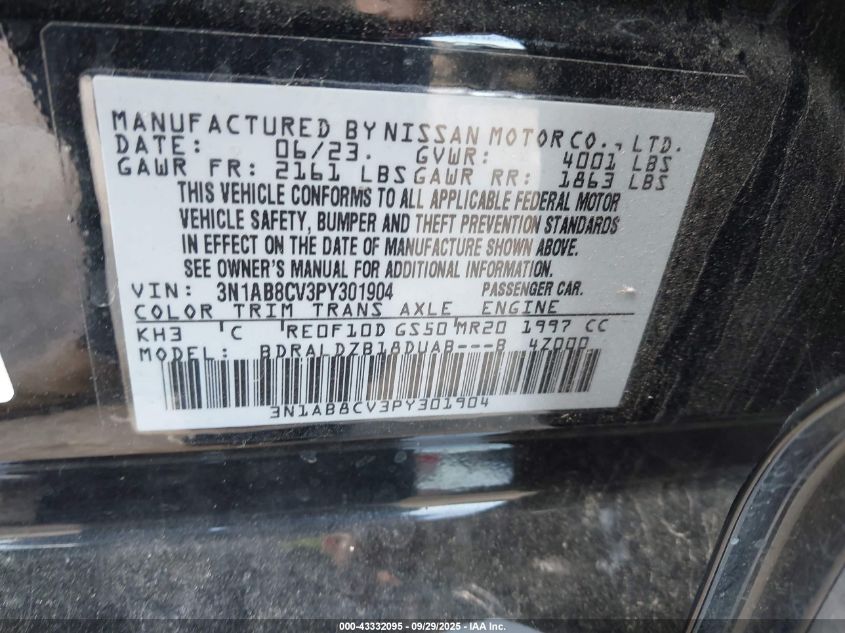 MANUFACTURED BY NISSAN MOTOR CO., LTD.
DATE: 06/23. GVWR: 4001 LBS
GAWR FR: 2161 LBS GAWR RR: 1863 LBS
THIS VEHICLE CONFORMS TO ALL APPLICABLE FEDERAL MOTOR
VEHICLE SAFETY, BUMPER AND THEFT PREVENTION STANDARDS
IN EFFECT ON THE DATE OF MANUFACTURE SHOWN ABOVE.
SEE OWNER'S MANUAL FOR ADDITIONAL INFORMATION.
VIN: 3N1AB8CV3PY301904 PASSENGER CAR.
COLOR TRIM TRANS AXLE ENGINE
KH3 'C 'RE0F10D GS50 'MR20 1997 CC
MODEL: BDRALDZB18DUAB---B 4Z000
3N1AB8CV3PY301904
000-43332095 - 09/29/2025 - IAA Inc.